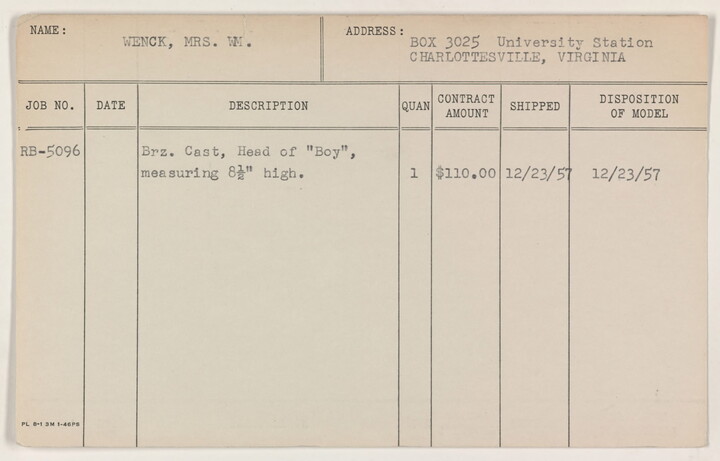 NAME: WENCK, MRS. WM. ADDRESS: BOX 3025 University Station
CHARLOTTESVILLE, VIRGINIA
JOB NO. DATE DESCRIPTION QUAN CONTRACT AMOUNT SHIPPED DISPOSITION OF MODEL
RB-5096 Brz. Cast, Head of "Boy",
measuring 8½" high. 1 $110.00 12/23/57 12/23/57
PL 5-1 3M 1-46PS